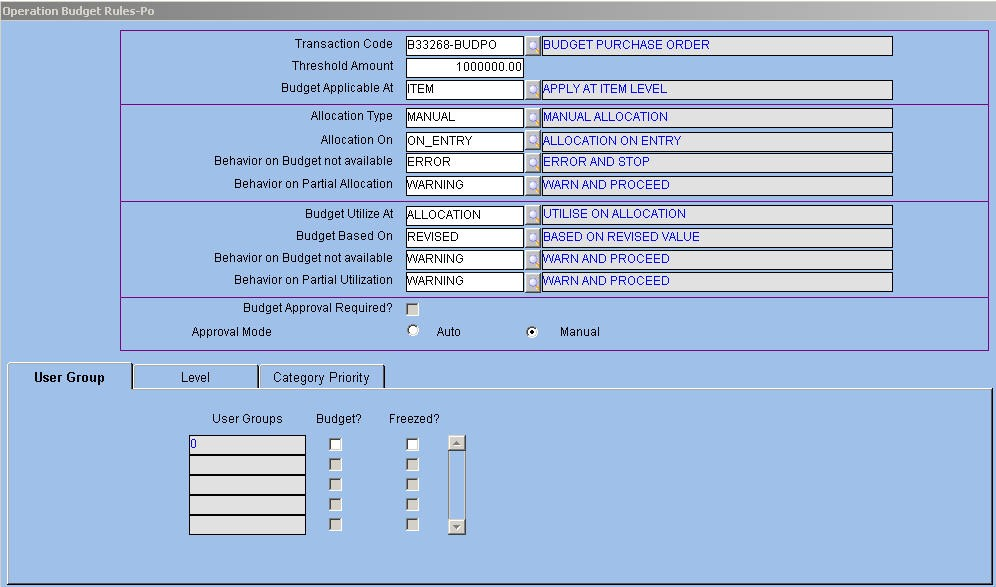 Operation Budget Rules-Po
Transaction Code B33268-BUDPO BUDGET PURCHASE ORDER
Threshold Amount 1000000.00
Budget Applicable At ITEM APPLY AT ITEM LEVEL
Allocation Type MANUAL MANUAL ALLOCATION
Allocation On ON_ENTRY ALLOCATION ON ENTRY
Behavior on Budget not available ERROR ERROR AND STOP
Behavior on Partial Allocation WARNING WARN AND PROCEED
Budget Utilize At ALLOCATION UTILISE ON ALLOCATION
Budget Based On REVISED BASED ON REVISED VALUE
Behavior on Budget not available WARNING WARN AND PROCEED
Behavior on Partial Utilization WARNING WARN AND PROCEED
Budget Approval Required?
Approval Mode Auto Manual
User Group Level Category Priority
User Groups Budget? Freezed?
0